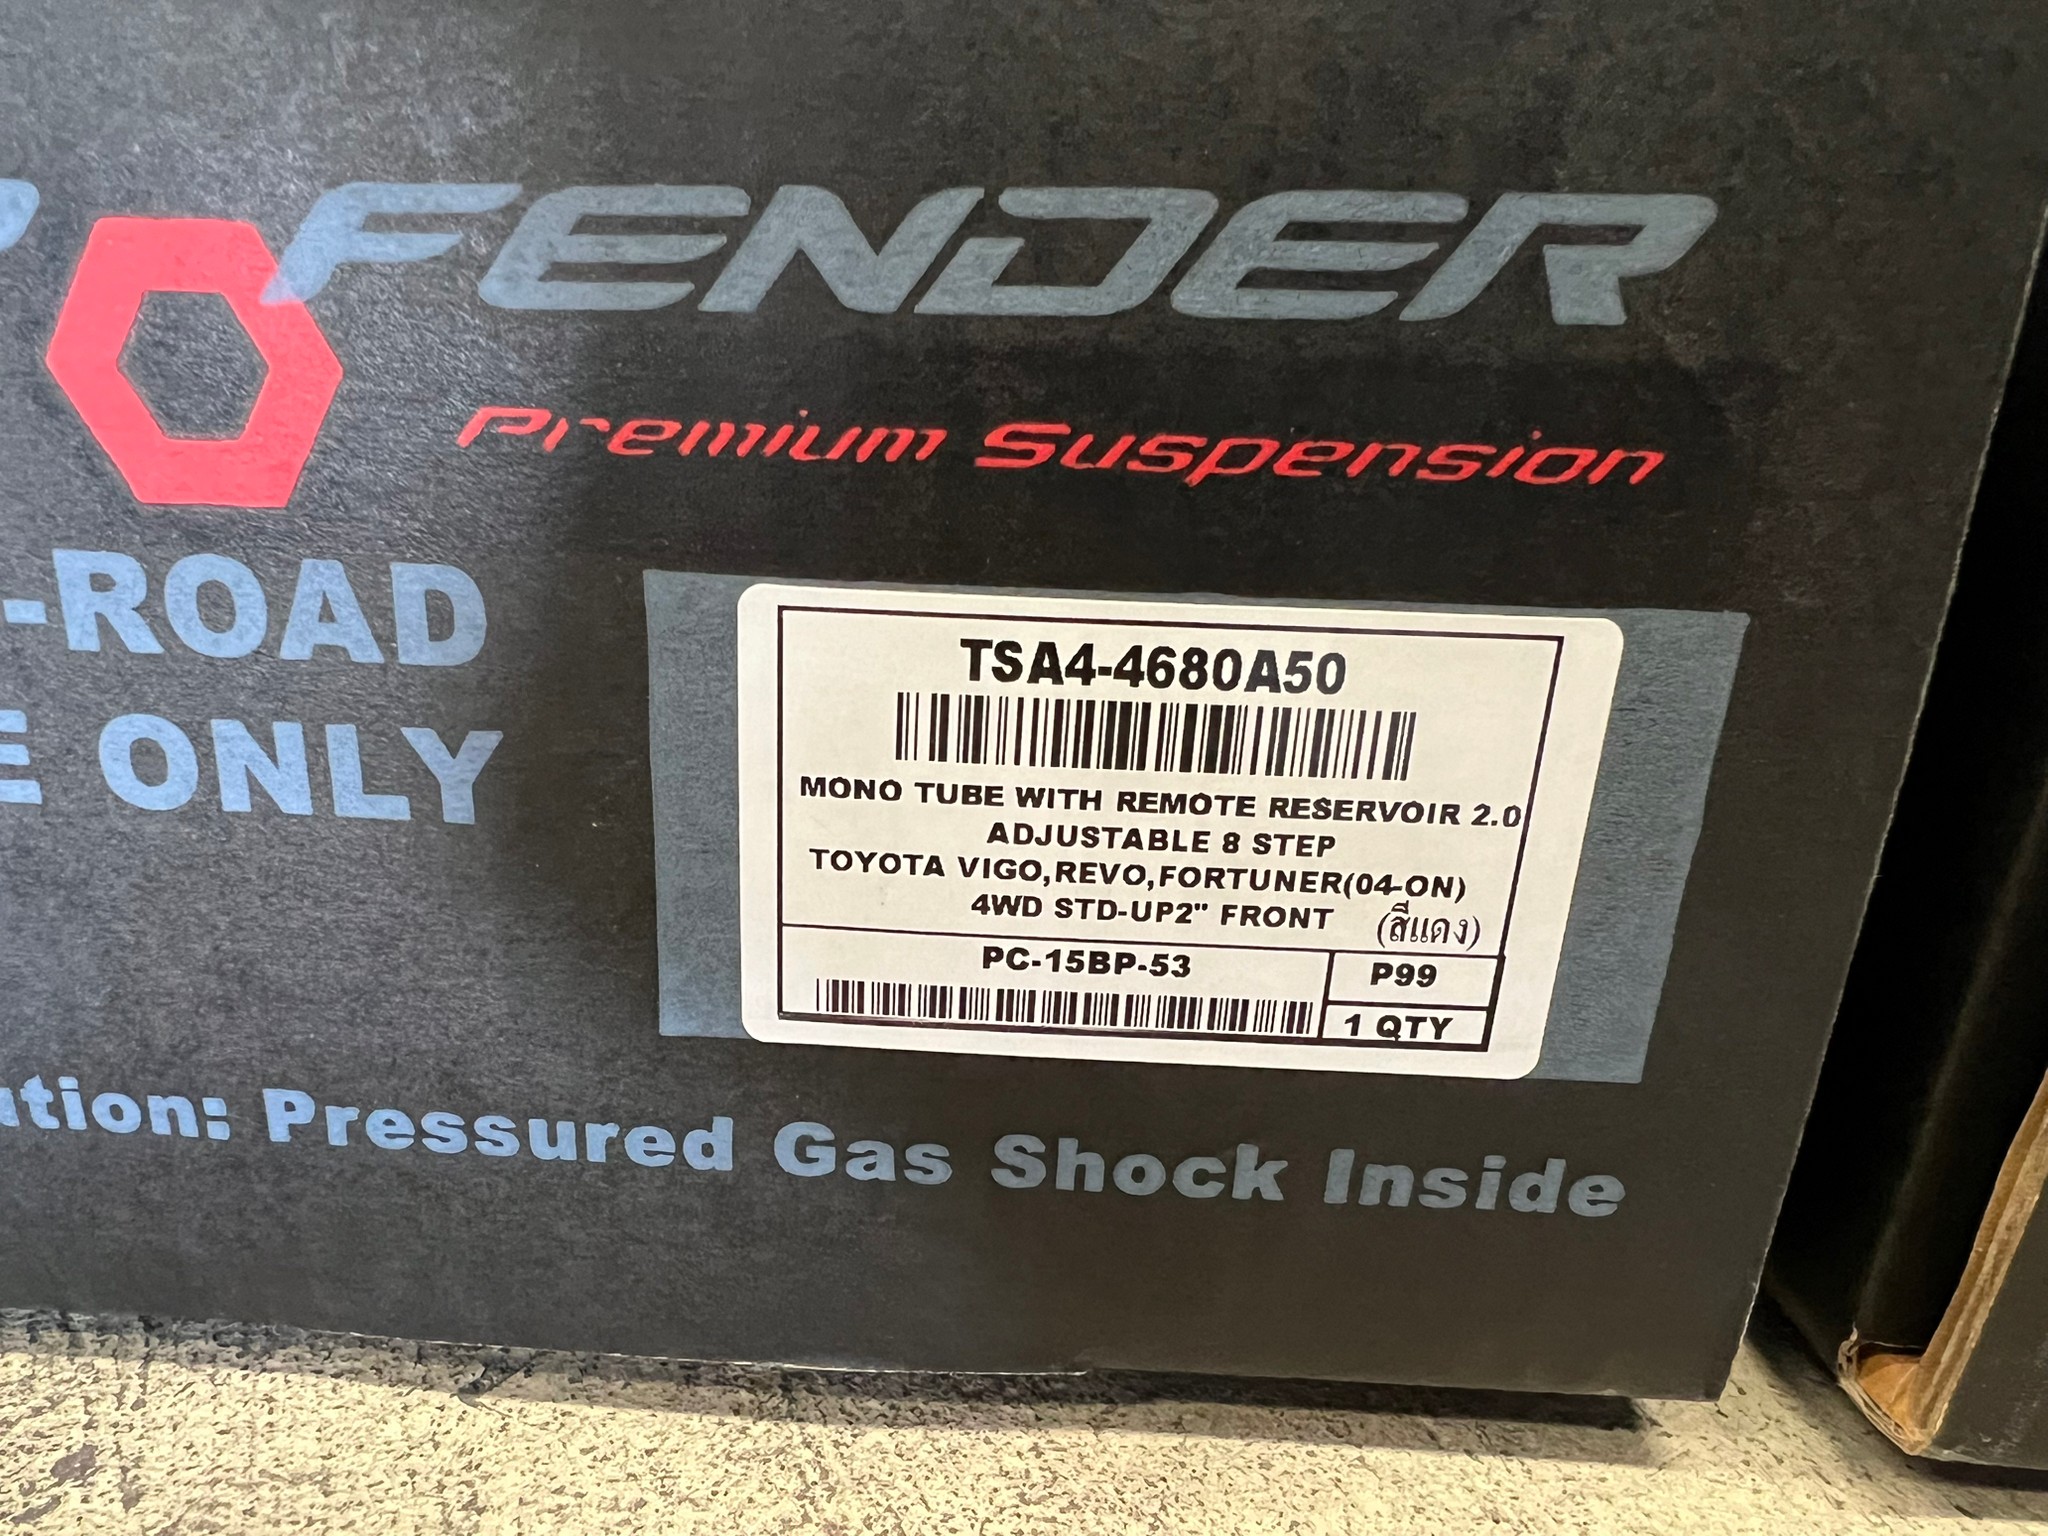 FENDER
Premium Suspension
-ROAD
E ONLY
TSA4-4680A50
MONO TUBE WITH REMOTE RESERVOIR 2.0
ADJUSTABLE 8 STEP
TOYOTA VIGO,REVO,FORTUNER(04-ON)
4WD STD-UP2" FRONT (สีแดง)
PC-15BP-53
P99
1 QTY
ution: Pressured Gas Shock Inside